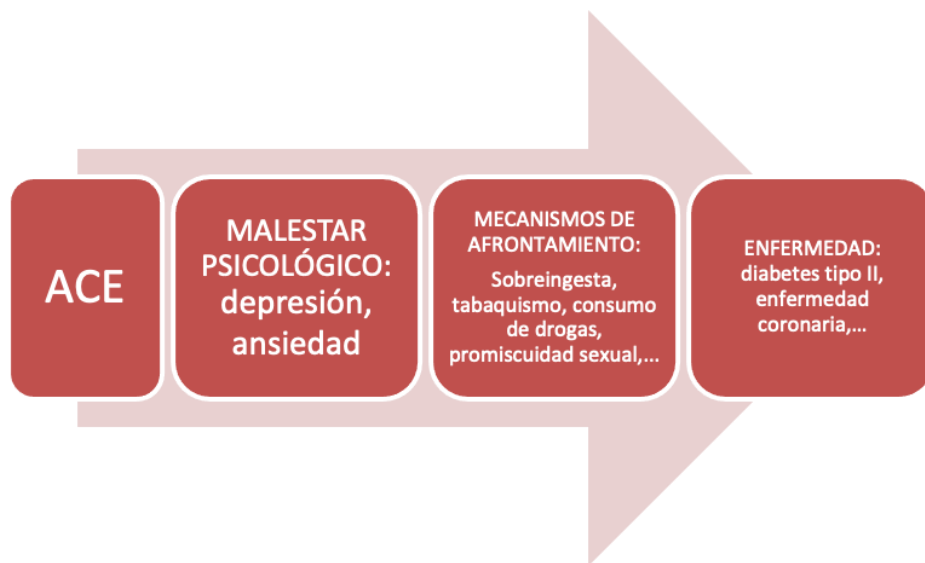 ACE
MALESTAR
PSICOLÓGICO:
depresión,
ansiedad
MECANISMOS DE
AFRONTAMIENTO:
Sobreingesta,
tabaquismo, consumo
de drogas,
promiscuidad sexual,...
ENFERMEDAD:
diabetes tipo II,
enfermedad
coronaria,...